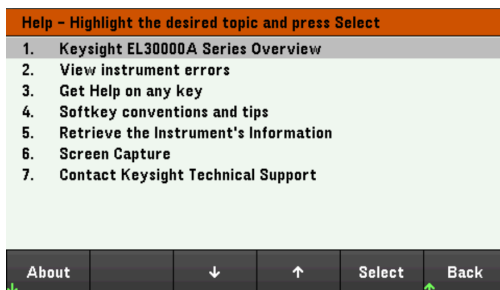 Help - Highlight the desired topic and press Select
1. Keysight EL30000A Series Overview
2. View instrument errors
3. Get Help on any key
4. Softkey conventions and tips
5. Retrieve the Instrument's Information
6. Screen Capture
7. Contact Keysight Technical Support
About ↓ ↑ Select Back